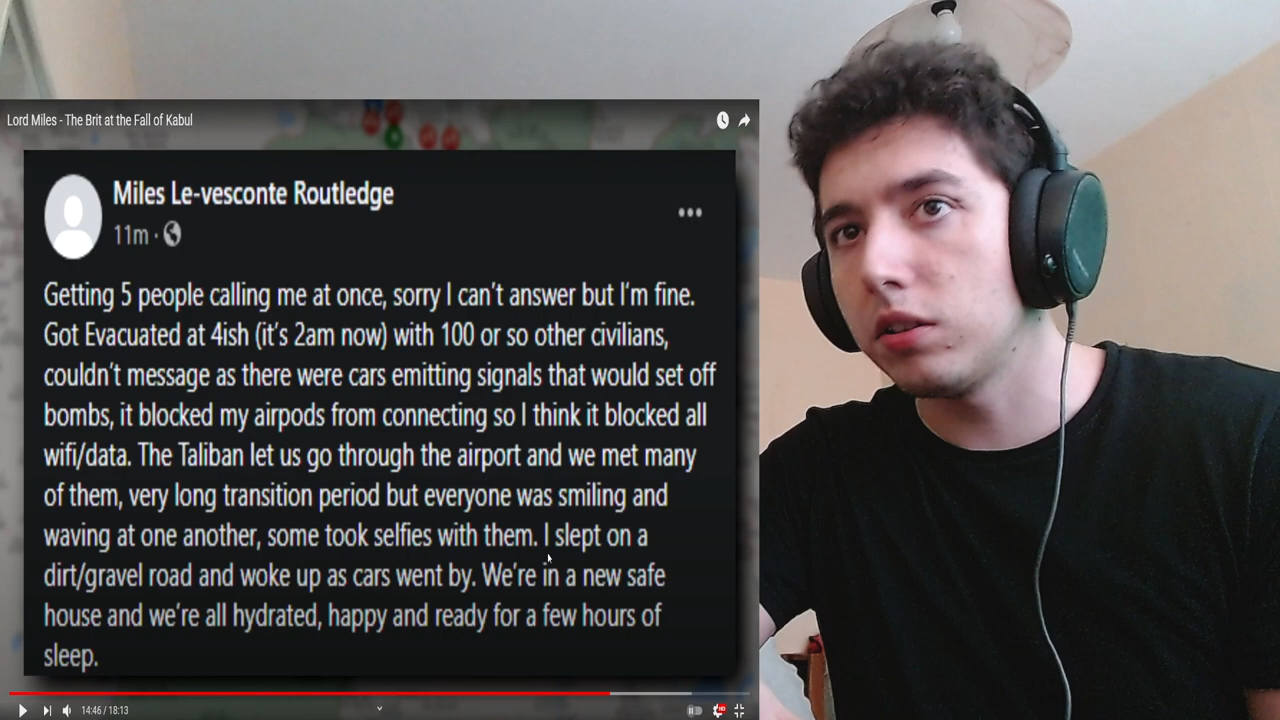 Lord Miles - The Brit at the Fall of Kabul
Miles Le-vesconte Routledge
11m ·
Getting 5 people calling me at once, sorry I can't answer but I'm fine.
Got Evacuated at 4ish (it's 2am now) with 100 or so other civilians,
couldn't message as there were cars emitting signals that would set off
bombs, it blocked my airpods from connecting so I think it blocked all
wifi/data. The Taliban let us go through the airport and we met many
of them, very long transition period but everyone was smiling and
waving at one another, some took selfies with them. I slept on a
dirt/gravel road and woke up as cars went by. We're in a new safe
house and we're all hydrated, happy and ready for a few hours of
sleep.
14:46 / 18:13